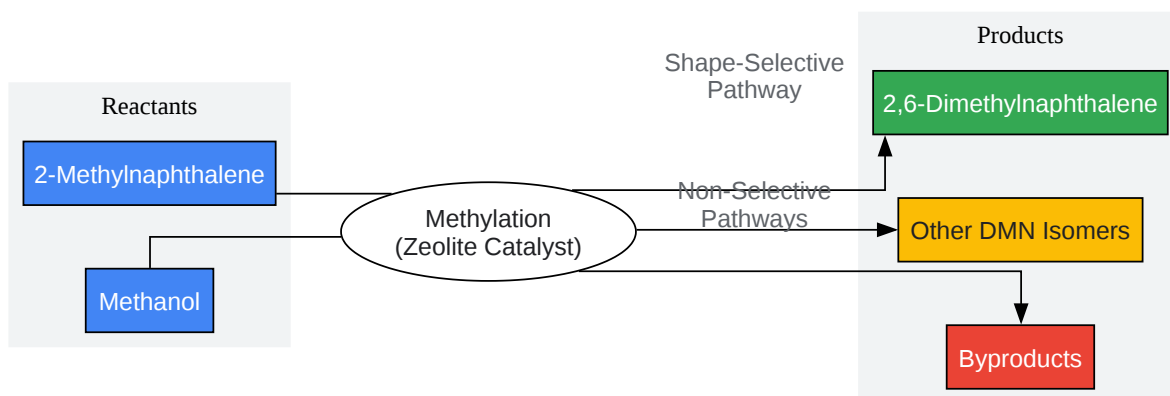 Reactants
2-Methylnaphthalene
Methanol
Methylation
(Zeolite Catalyst)
Shape-Selective
Pathway
Non-Selective
Pathways
Products
2,6-Dimethylnaphthalene
Other DMN Isomers
Byproducts